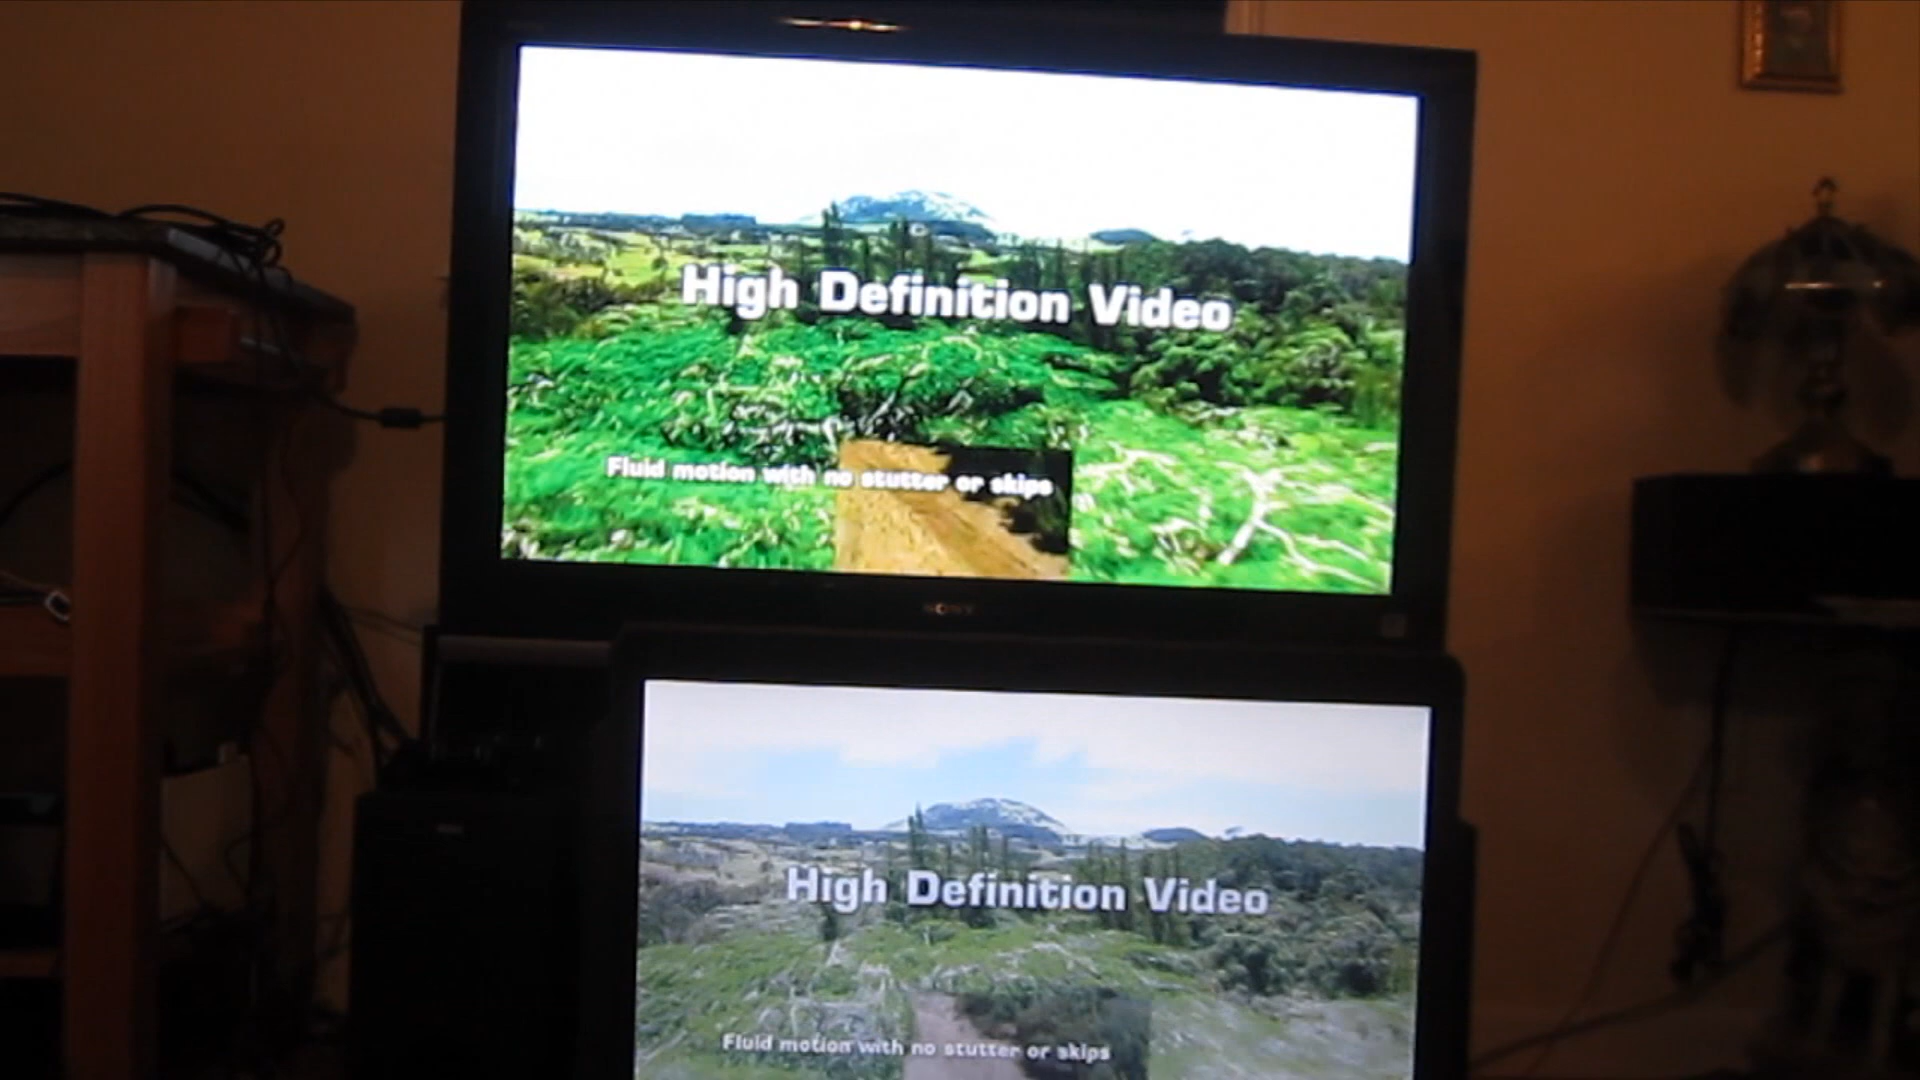 High Definition Video
Fluid motion with no stutter or skips
SONY
High Definition Video
Fluid motion with no stutter or skips